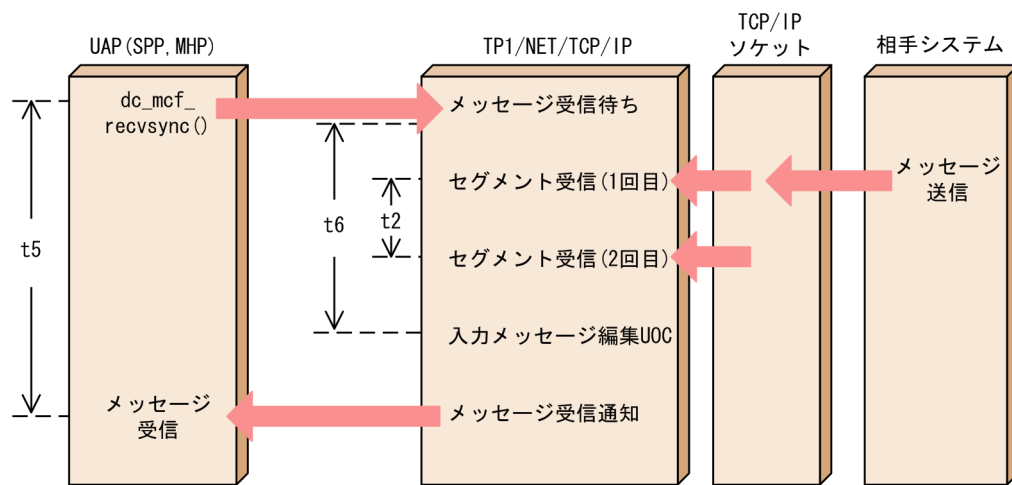 UAP(SPP,MHP)
TP1/NET/TCP/IP
TCP/IP
ソケット
相手システム
dc_mcf_
recvsync()
メッセージ受信待ち
セグメント受信(1回目)
メッセージ
送信
t5
t6
t2
セグメント受信(2回目)
入力メッセージ編集UOC
メッセージ
受信
メッセージ受信通知